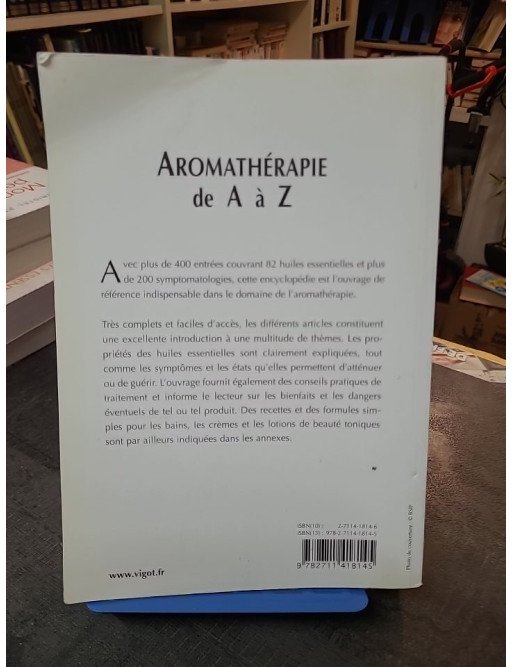 AROMATHÉRAPIE
de A à Z
Avec plus de 400 entrées couvrant 82 huiles essentielles et plus
de 200 symptomatologies, cette encyclopédie est l'ouvrage de
référence indispensable dans le domaine de l'aromathérapie.
Très complets et faciles d'accès, les différents articles constituent
une excellente introduction à une multitude de thèmes. Les pro-
priétés des huiles essentielles sont clairement expliquées, tout
comme les symptômes et les états qu'elles permettent d'atténuer
ou de guérir. L'ouvrage fournit également des conseils pratiques de
traitement et informe le lecteur sur les bienfaits et les dangers
éventuels de tel ou tel produit. Des recettes et des formules sim-
ples pour les bains, les crèmes et les lotions de beauté toniques
sont par ailleurs indiquées dans les annexes.
ISBN(10) : 2-7114-1814-6
ISBN(13) : 978-2-7114-1814-5
9 782711 418145
www.vigot.fr
Photo de couverture : © BSIP